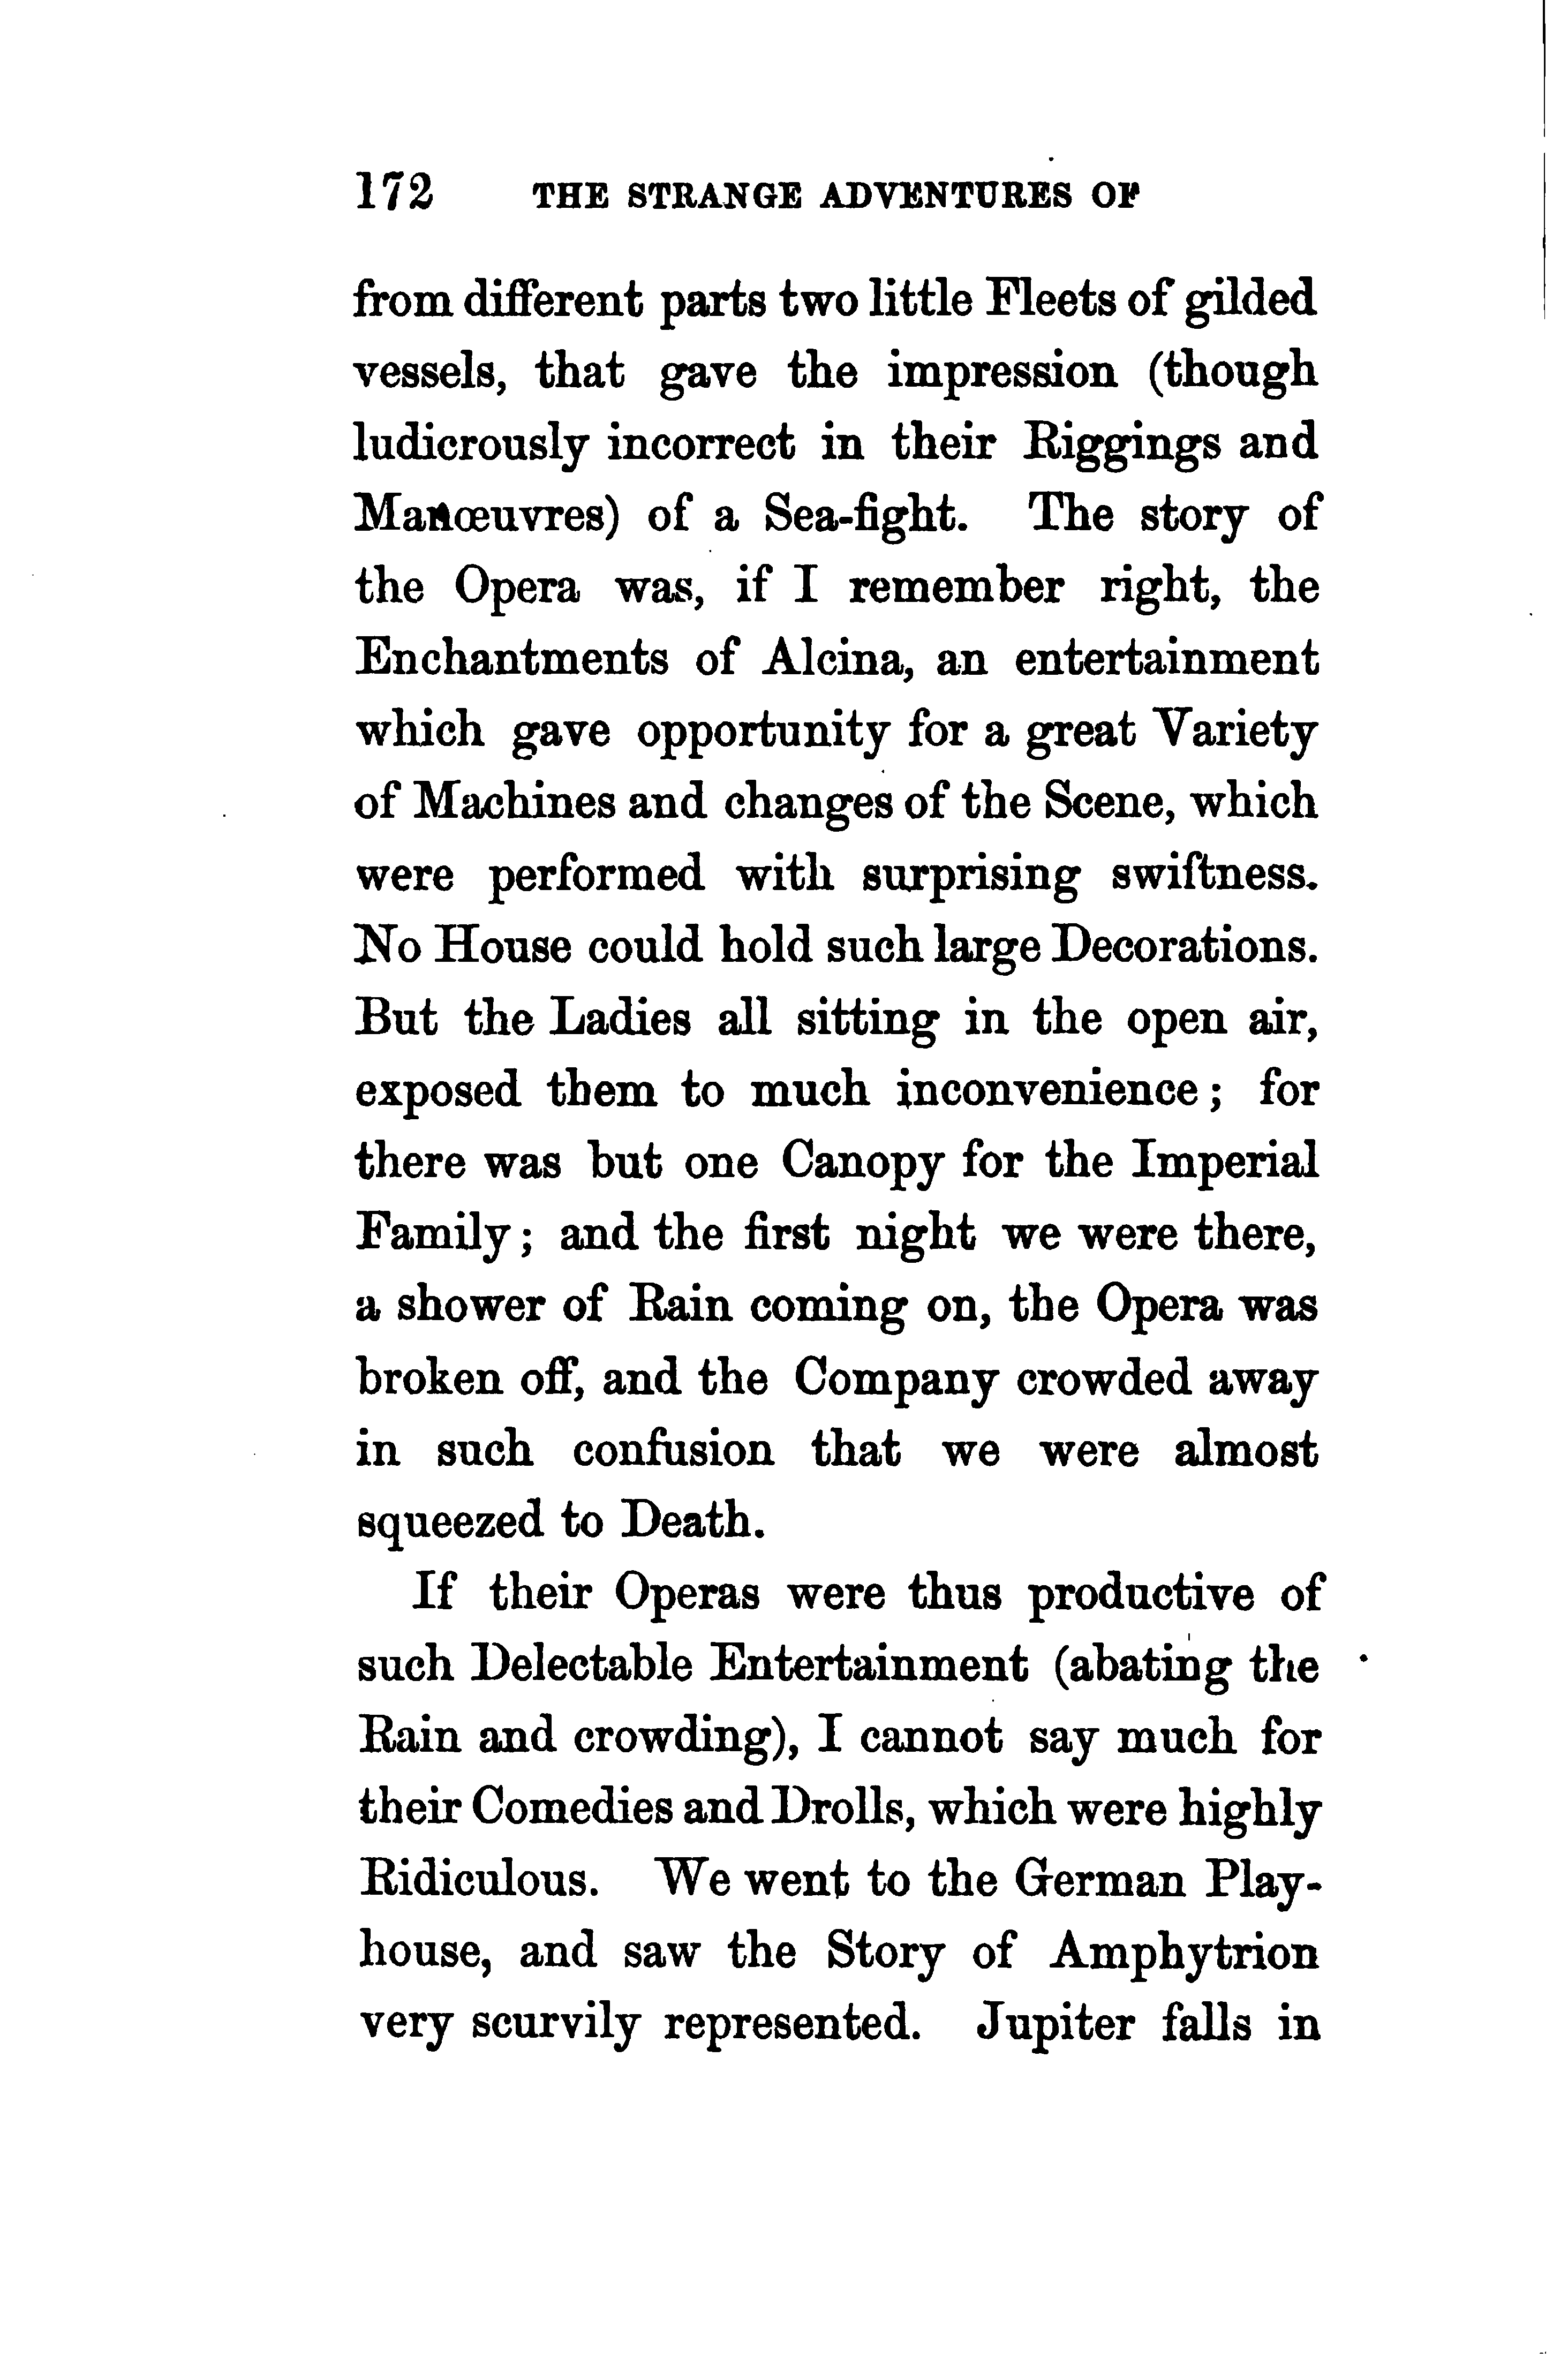 172 THE STRANGE ADVENTURES OF
from different parts two little Fleets of gilded
vessels, that gave the impression (though
ludicrously incorrect in their Riggings and
Manœuvres) of a Sea-fight. The story of
the Opera was, if I remember right, the
Enchantments of Alcina, an entertainment
which gave opportunity for a great Variety
of Machines and changes of the Scene, which
were performed with surprising swiftness.
No House could hold such large Decorations.
But the Ladies all sitting in the open air,
exposed them to much inconvenience; for
there was but one Canopy for the Imperial
Family; and the first night we were there,
a shower of Rain coming on, the Opera was
broken off, and the Company crowded away
in such confusion that we were almost
squeezed to Death.
If their Operas were thus productive of
such Delectable Entertainment (abating the
Rain and crowding), I cannot say much for
their Comedies and Drolls, which were highly
Ridiculous. We went to the German Play-
house, and saw the Story of Amphytrion
very scurvily represented. Jupiter falls in